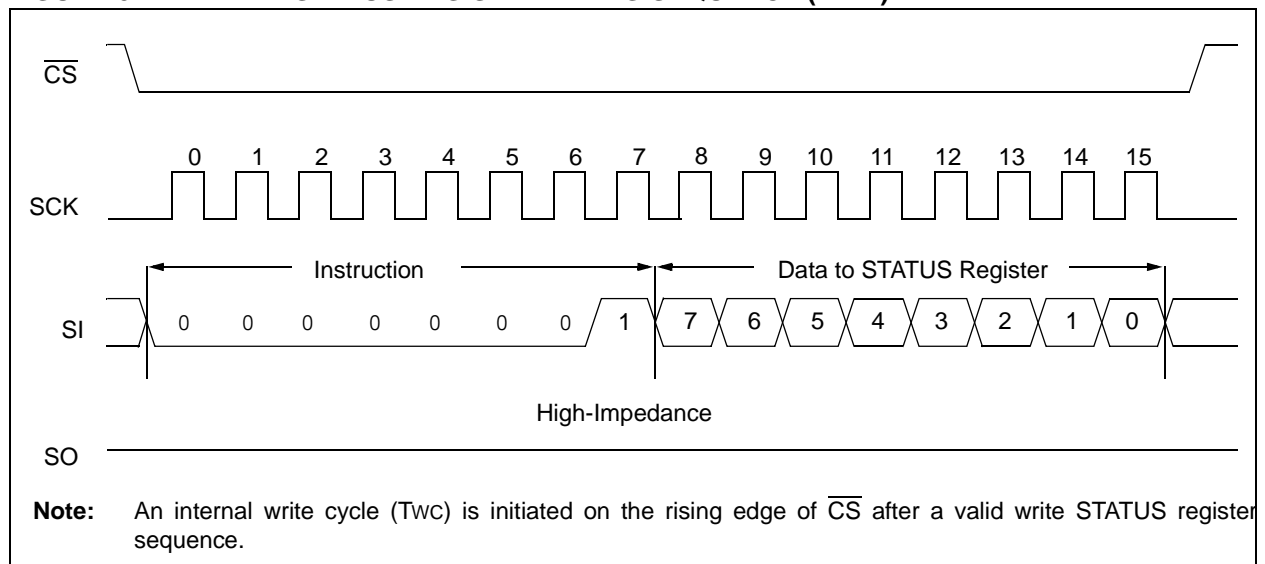 CS
0 1 2 3 4 5 6 7 8 9 10 11 12 13 14 15
SCK
Instruction Data to STATUS Register
SI 0 0 0 0 0 0 0 1 7 6 5 4 3 2 1 0
High-Impedance
SO
Note: An internal write cycle (TWC) is initiated on the rising edge of CS after a valid write STATUS register
sequence.